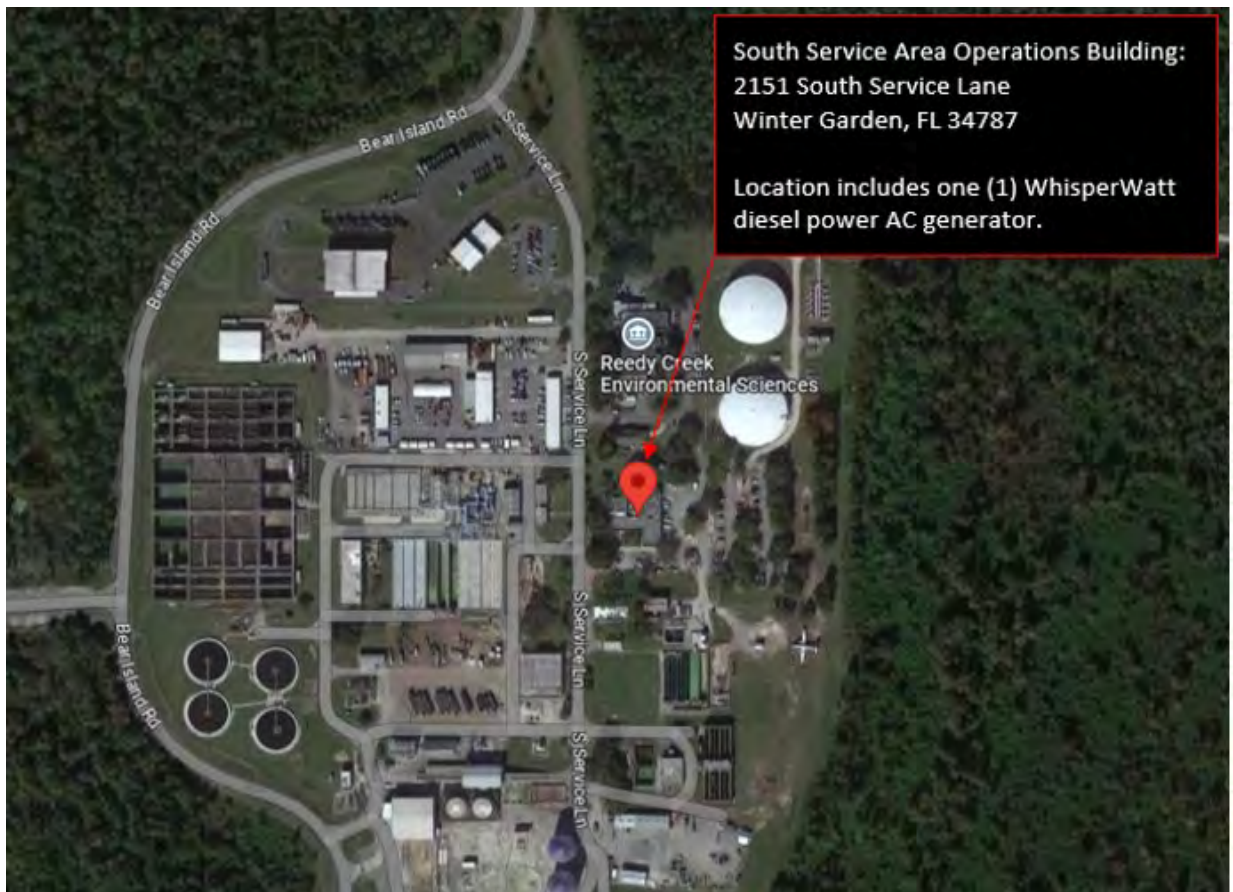 South Service Area Operations Building:
2151 South Service Lane
Winter Garden, FL 34787
Location includes one (1) WhisperWatt
diesel power AC generator.
Bear Island Rd
S Service Ln
Bear Island Rd
Reedy Creek
Environmental Sciences
S Service Ln
S Service Ln
Bear Island Rd
S Service Ln